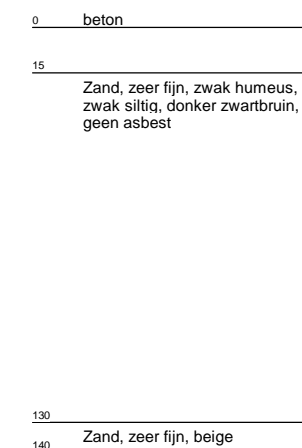 0 beton
15
Zand, zeer fijn, zwak humeus,
zwak siltig, donker zwartbruin,
geen asbest
130
Zand, zeer fijn, beige
140